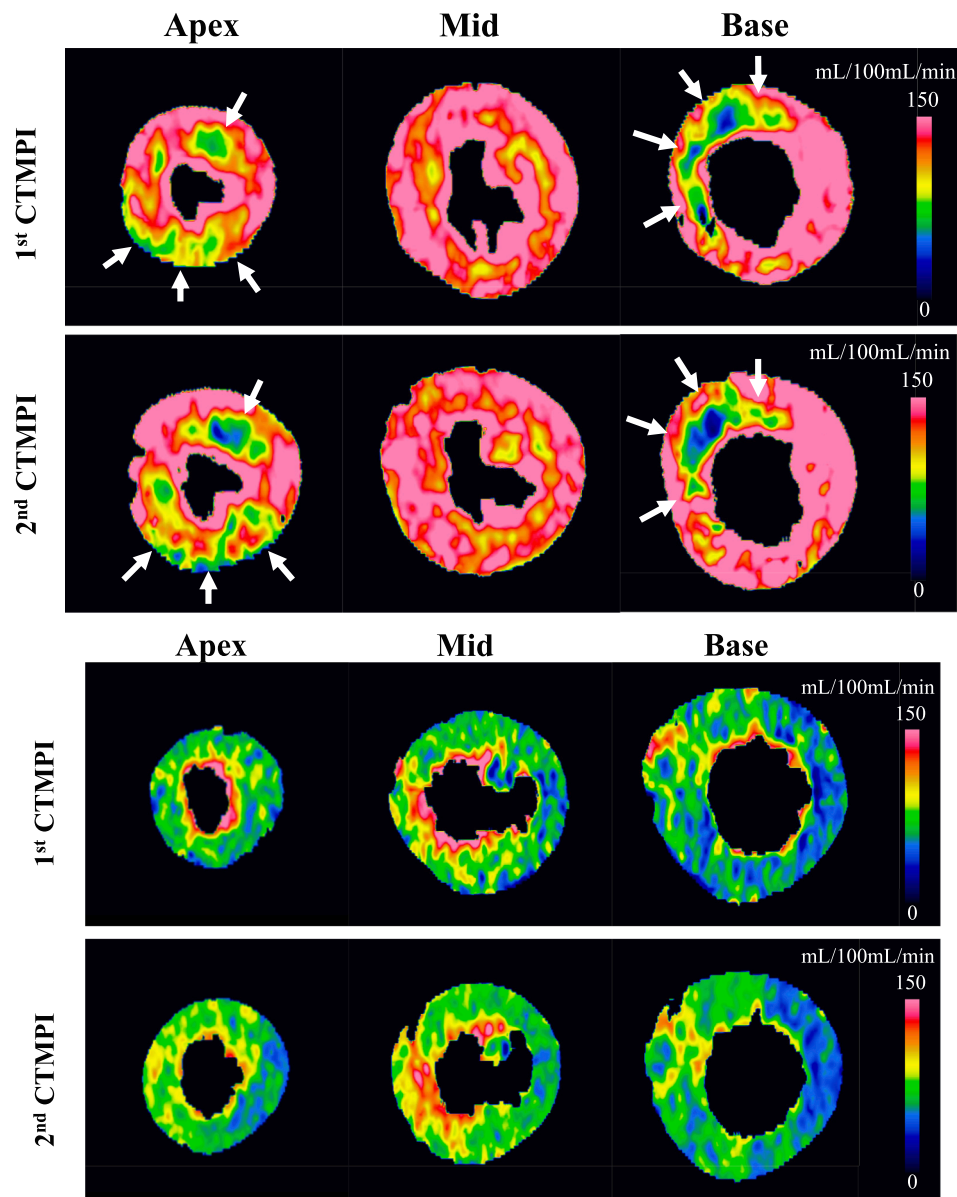 Apex Mid Base
1st CTMPI
mL/100mL/min
150
0
2nd CTMPI
mL/100mL/min
150
0
Apex Mid Base
1st CTMPI
mL/100mL/min
150
0
2nd CTMPI
mL/100mL/min
150
0